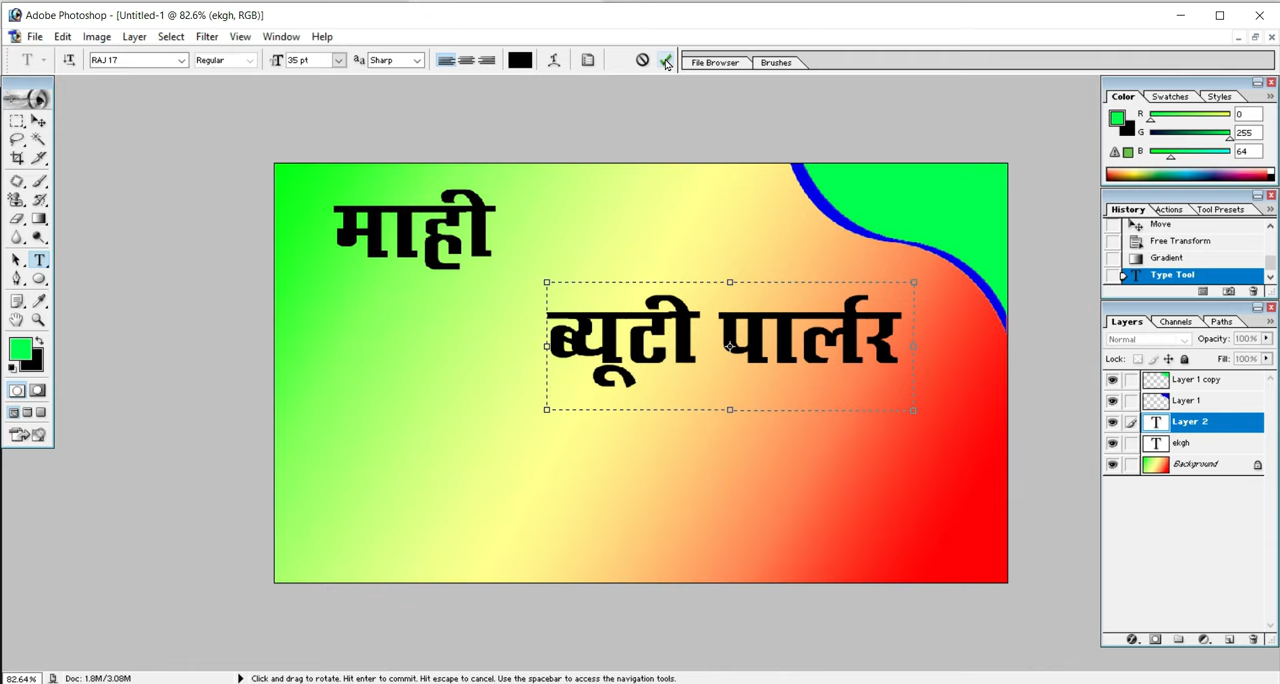 Adobe Photoshop - [Untitled-1 @ 82.6% (ekgh, RGB)]
File Edit Image Layer Select Filter View Window Help
T RAJ 17 Regular T 35 pt aa Sharp File Browser Brushes
Color Swatches Styles
R 0
G 255
B 64
माही
ब्यूटी पार्लर
History Actions Tool Presets
Move
Free Transform
Gradient
T Type Tool
Layers Channels Paths
Normal Opacity: 100%
Lock: Fill: 100%
Layer 1 copy
Layer 1
T Layer 2
T ekgh
Background
82.64% Doc: 1.8M/3.08M Click and drag to rotate. Hit enter to commit. Hit escape to cancel. Use the spacebar to access the navigation tools.